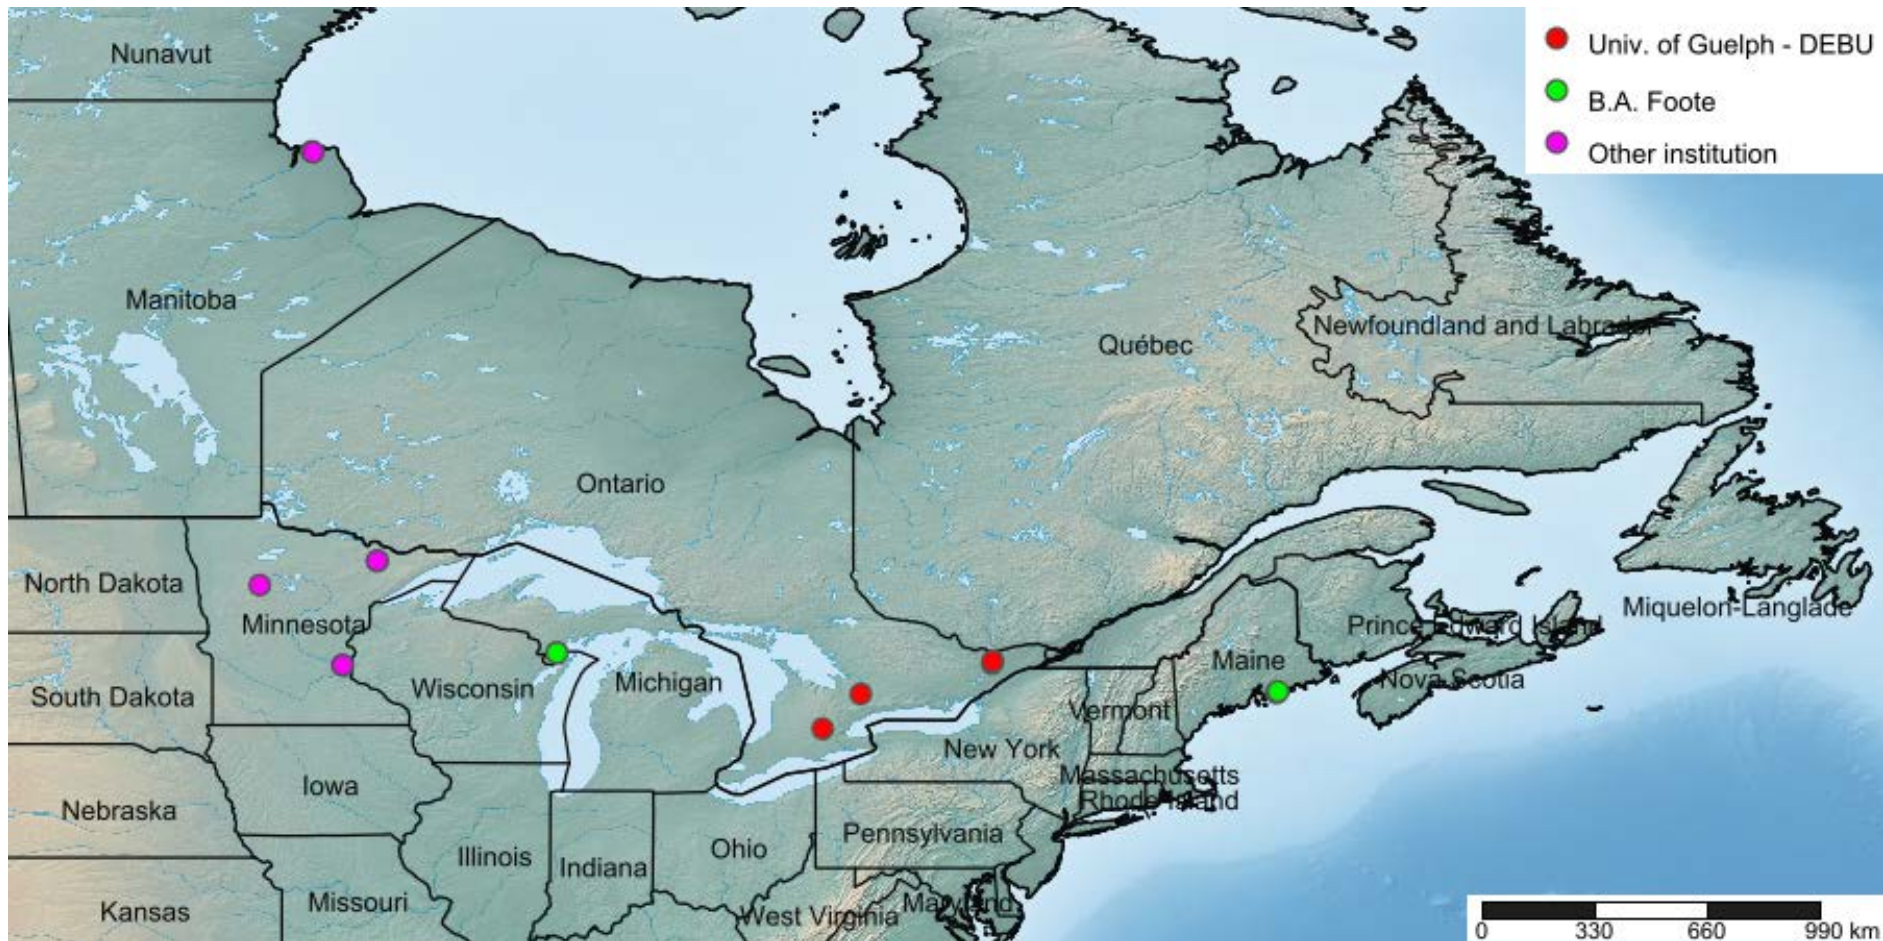 Nunavut
Univ. of Guelph - DEBU
B.A. Foote
Other institution
Manitoba
Newfoundland and Labrador
Québec
Ontario
North Dakota
Minnesota
Miquelon-Langlade
Prince Edward Island
Maine
Wisconsin
Michigan
South Dakota
Nova Scotia
Vermont
New York
Massachusetts
Iowa
Rhode Island
Nebraska
Pennsylvania
Ohio
Illinois
Indiana
Missouri
Maryland
Kansas
West Virginia
0 330 660 990 km